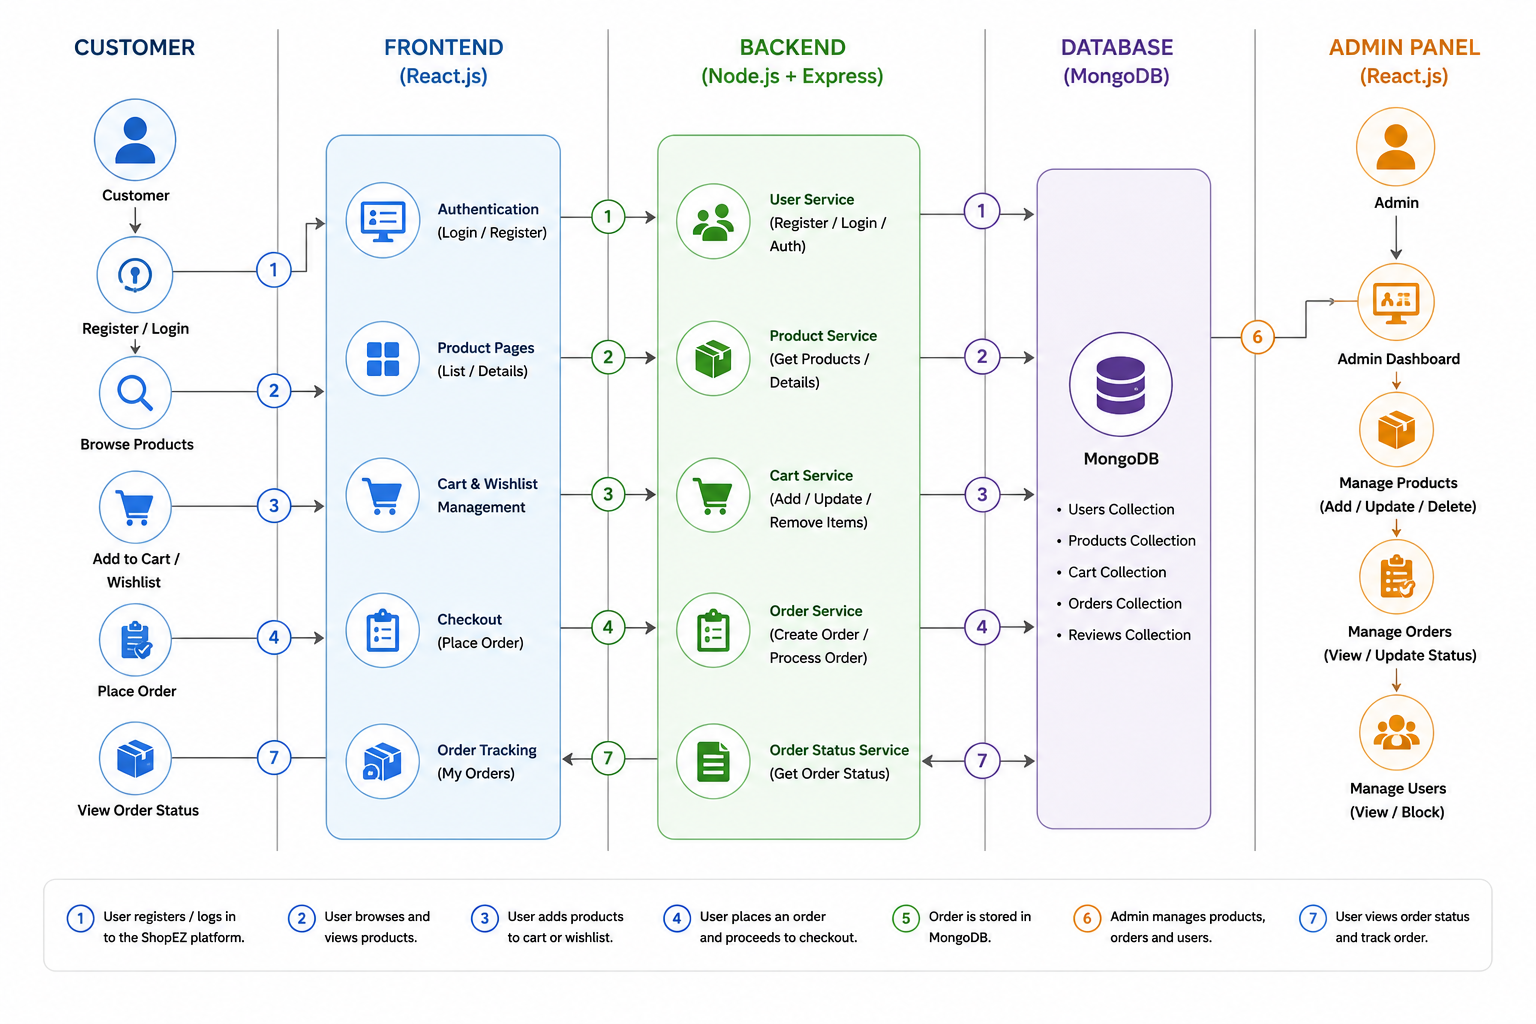 CUSTOMER
Customer
Register / Login
Browse Products
Add to Cart /
Wishlist
Place Order
View Order Status
1
2
3
4
7
FRONTEND
(React.js)
Authentication
(Login / Register)
Product Pages
(List / Details)
Cart & Wishlist
Management
Checkout
(Place Order)
Order Tracking
(My Orders)
1
2
3
4
7
BACKEND
(Node.js + Express)
User Service
(Register / Login /
Auth)
Product Service
(Get Products /
Details)
Cart Service
(Add / Update /
Remove Items)
Order Service
(Create Order /
Process Order)
Order Status Service
(Get Order Status)
1
2
3
4
7
DATABASE
(MongoDB)
MongoDB
• Users Collection
• Products Collection
• Cart Collection
• Orders Collection
• Reviews Collection
6
ADMIN PANEL
(React.js)
Admin
Admin Dashboard
Manage Products
(Add / Update / Delete)
Manage Orders
(View / Update Status)
Manage Users
(View / Block)
1 User registers / logs in
to the ShopEZ platform.
2 User browses and
views products.
3 User adds products
to cart or wishlist.
4 User places an order
and proceeds to checkout.
5 Order is stored in
MongoDB.
6 Admin manages products,
orders and users.
7 User views order status
and track order.